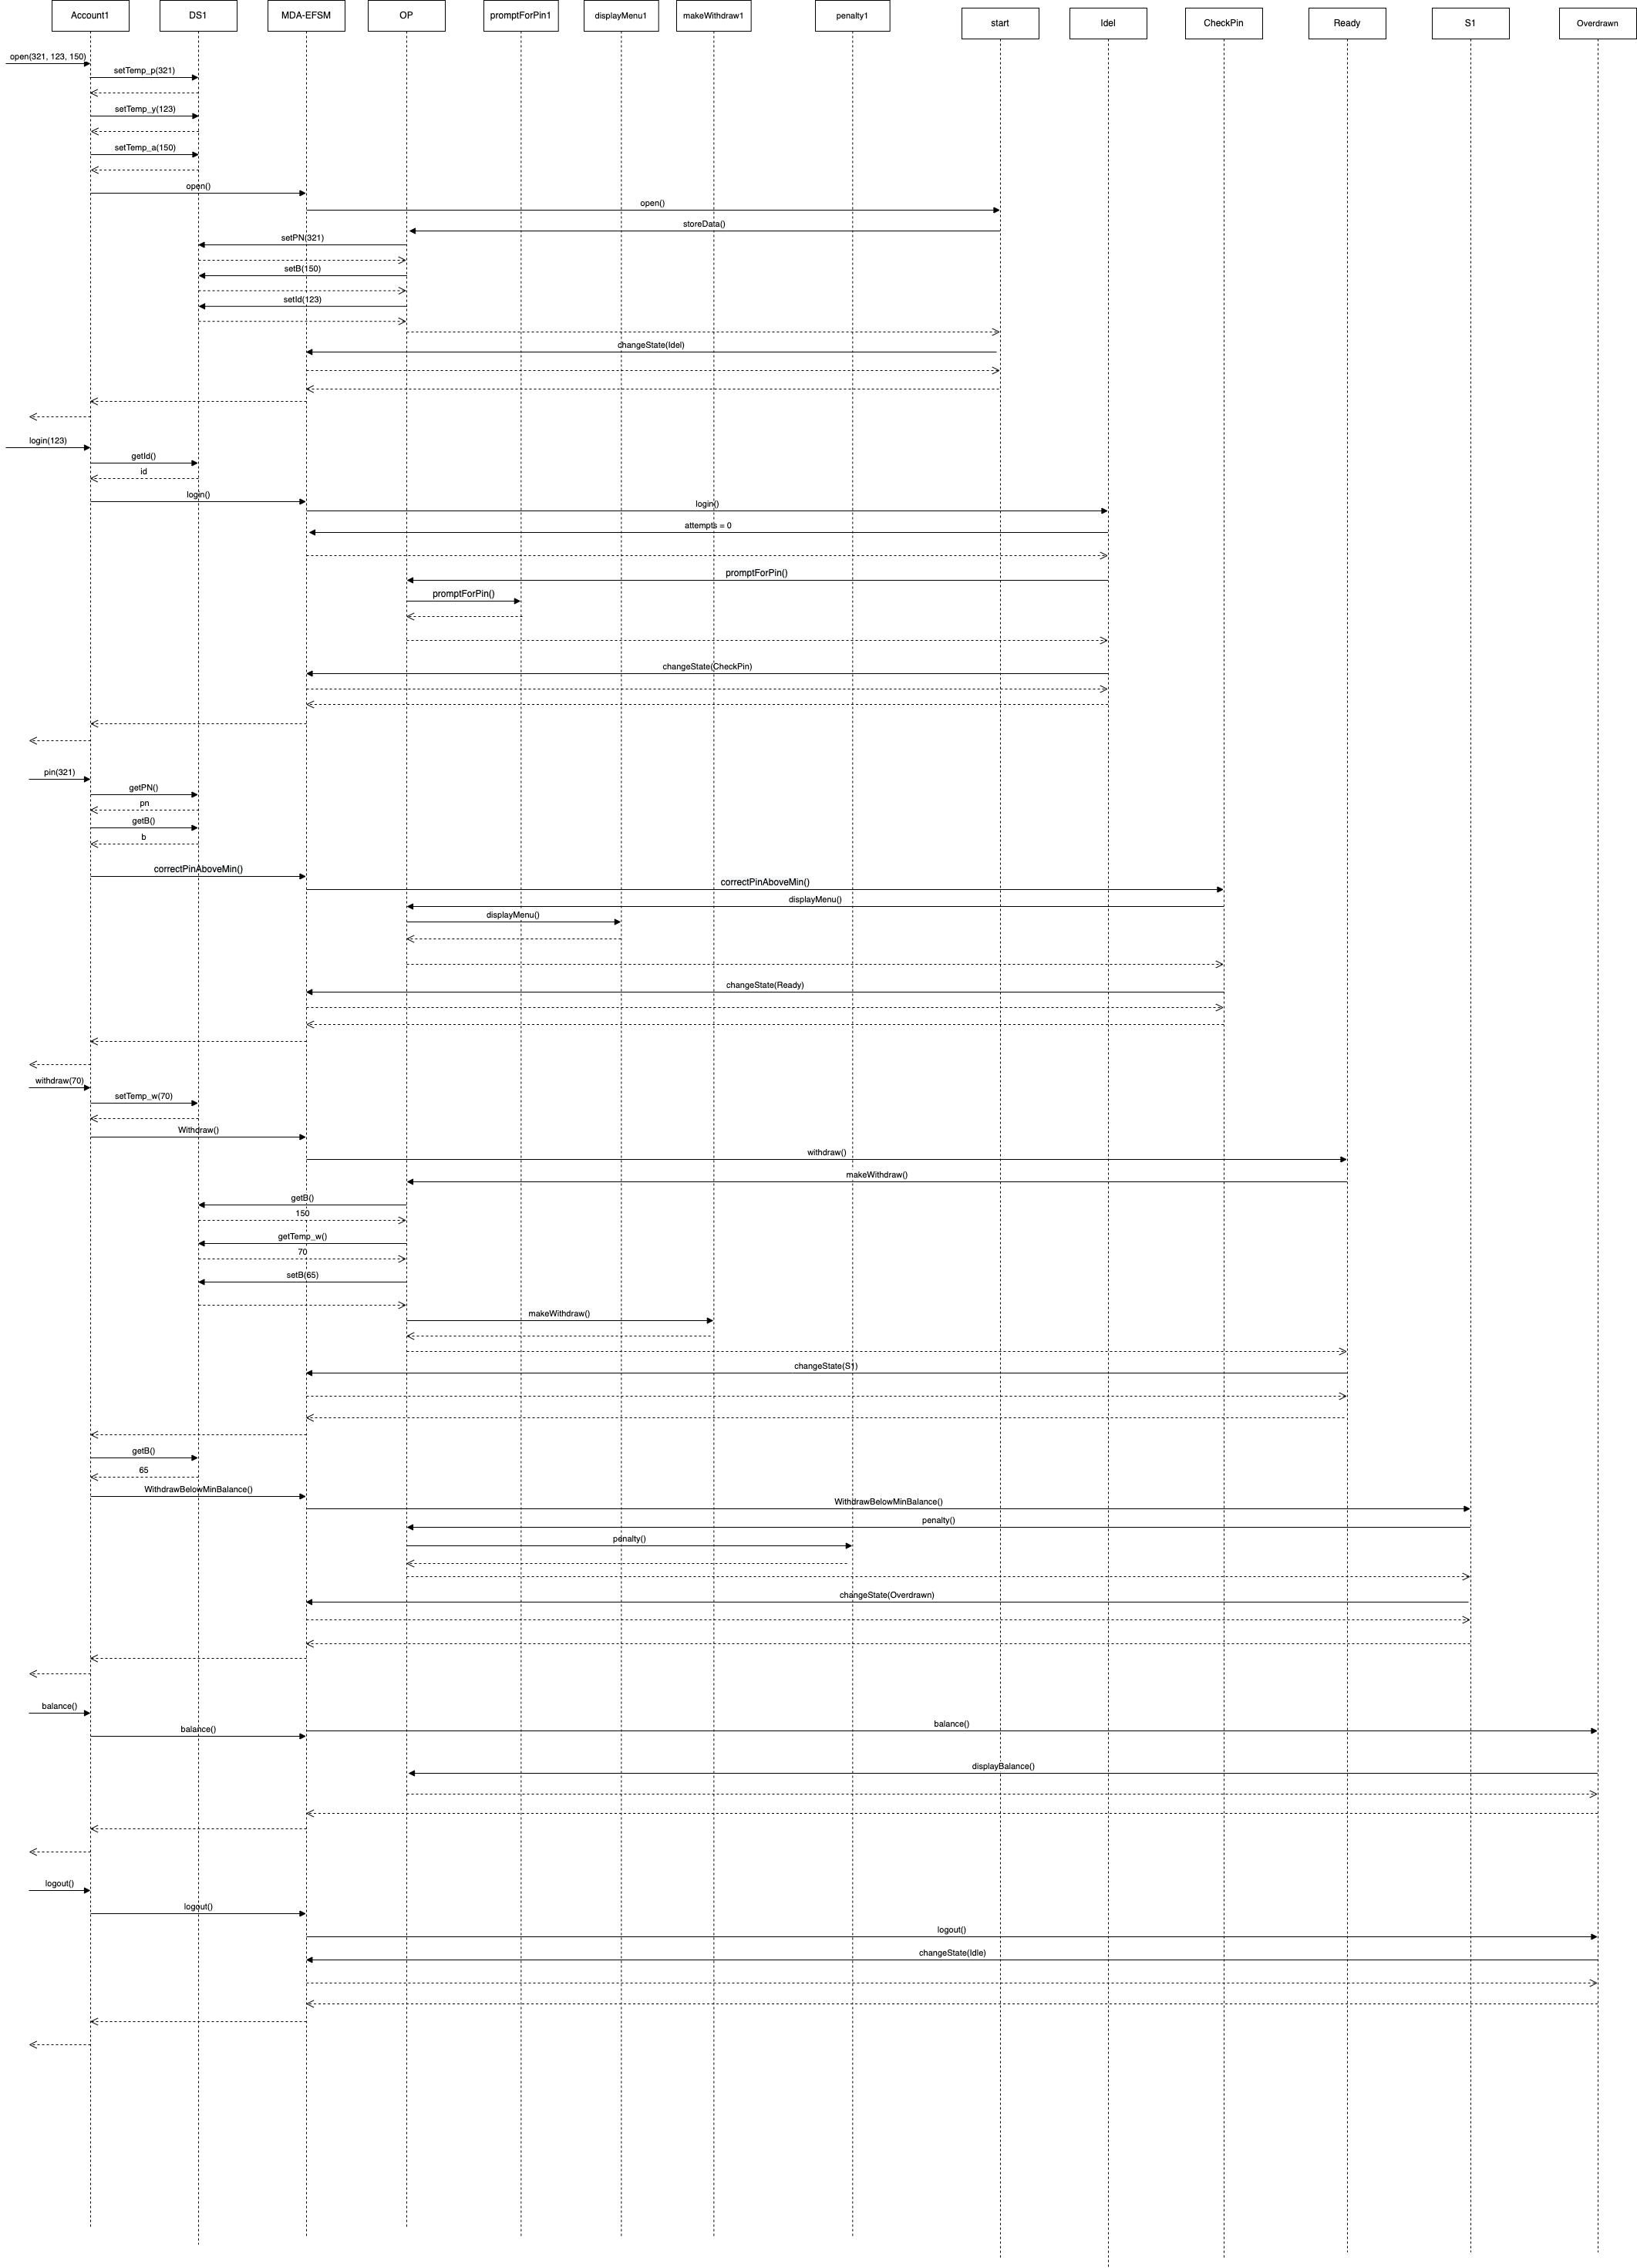 Account1
DS1
MDA-EFSM
OP
promptForPin1
displayMenu1
makeWithdraw1
penalty1
start
Idel
CheckPin
Ready
S1
Overdrawn
open(321, 123, 150)
setTemp_p(321)
setTemp_y(123)
setTemp_a(150)
open()
open()
storeData()
setPN(321)
setB(150)
setId(123)
changeState(Idel)
login(123)
getId()
id
login()
login()
attempts = 0
promptForPin()
promptForPin()
changeState(CheckPin)
pin(321)
getPN()
pn
getB()
b
correctPinAboveMin()
correctPinAboveMin()
displayMenu()
displayMenu()
changeState(Ready)
withdraw(70)
setTemp_w(70)
Withdraw()
withdraw()
makeWithdraw()
getB()
150
getTemp_w()
70
setB(65)
makeWithdraw()
changeState(S1)
getB()
65
WithdrawBelowMinBalance()
WithdrawBelowMinBalance()
penalty()
penalty()
changeState(Overdrawn)
balance()
balance()
balance()
displayBalance()
logout()
logout()
logout()
changeState(Idle)